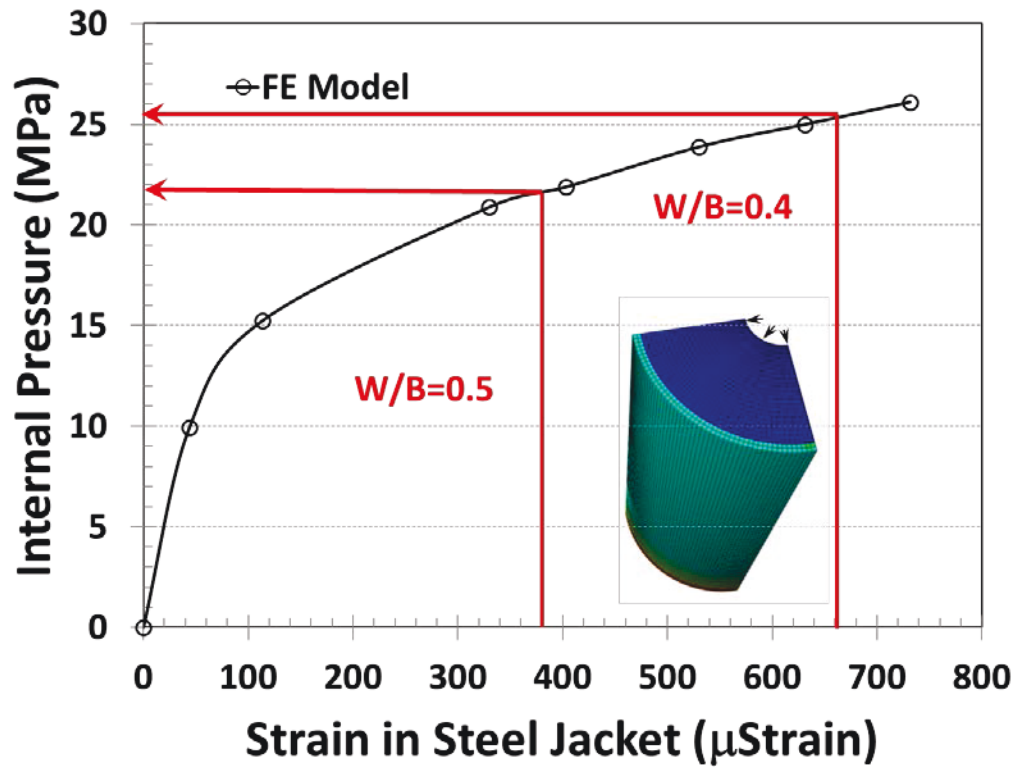 30
25
20
15
10
5
0
Internal Pressure (MPa)
FE Model
W/B=0.4
W/B=0.5
0 100 200 300 400 500 600 700 800
Strain in Steel Jacket (μStrain)